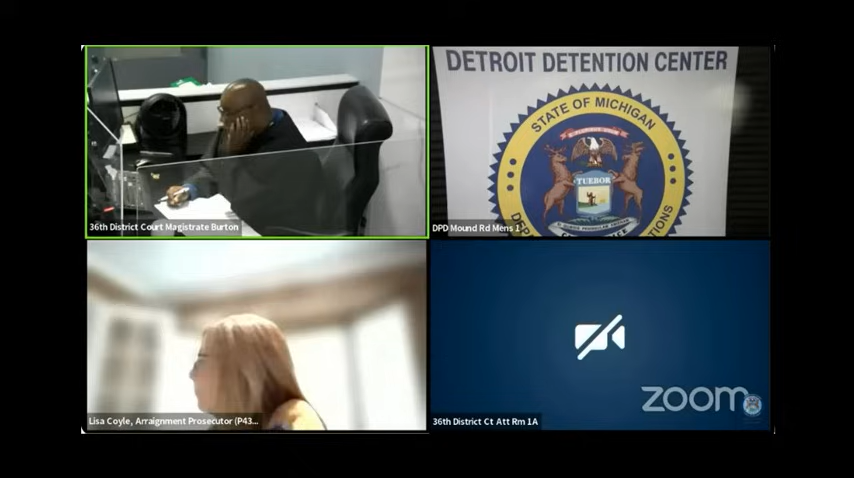 36th District Court Magistrate Burton
DETROIT DETENTION CENTER
STATE OF MICHIGAN
TUEBOR
DPD Mound Rd Mens 1
Lisa Coyle, Arraignment Prosecutor (P43...
zoom
36th District Ct Att Rm 1A